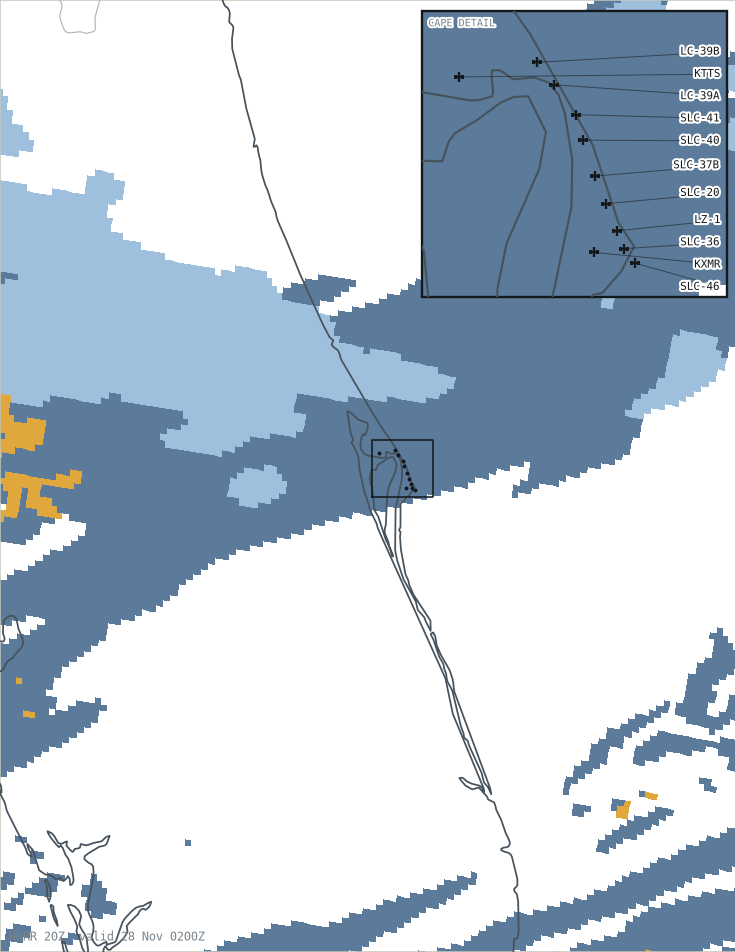 CAPE DETAIL
LC-39B
KTTS
LC-39A
SLC-41
SLC-40
SLC-37B
SLC-20
LZ-1
SLC-36
KXMR
SLC-46
20Z, valid 28 Nov 0200Z